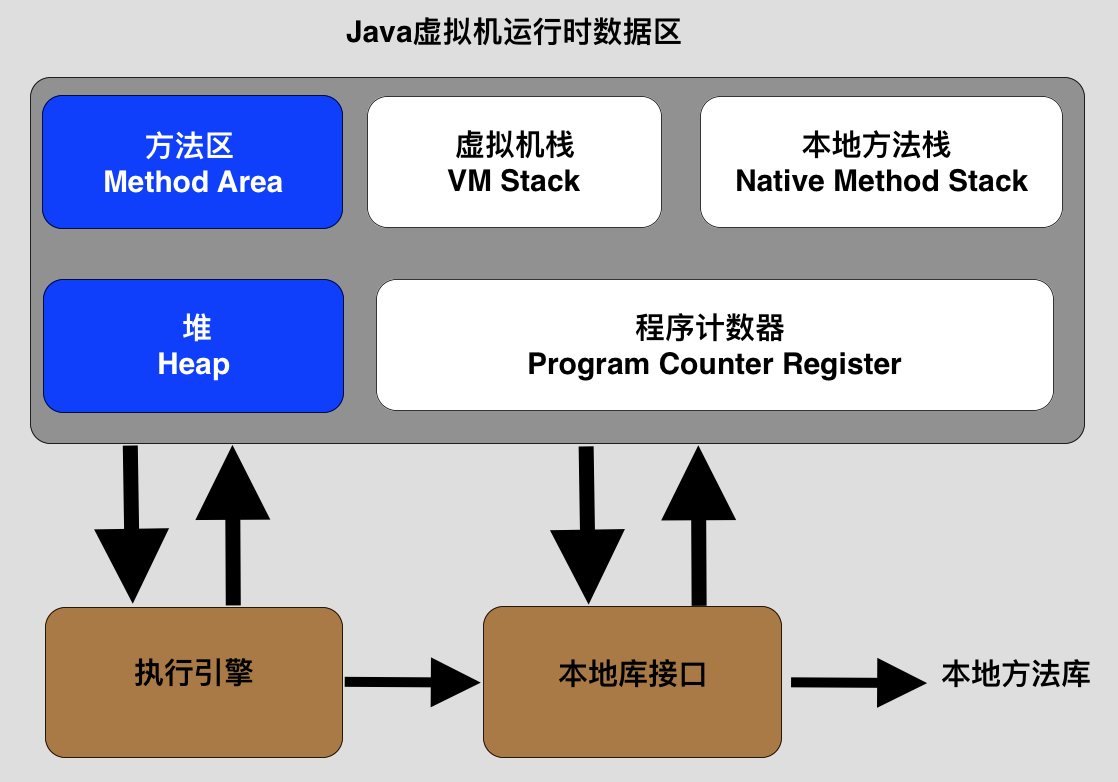 Java虚拟机运行时数据区
方法区
Method Area
虚拟机栈
VM Stack
本地方法栈
Native Method Stack
堆
Heap
程序计数器
Program Counter Register
执行引擎
本地库接口
本地方法库